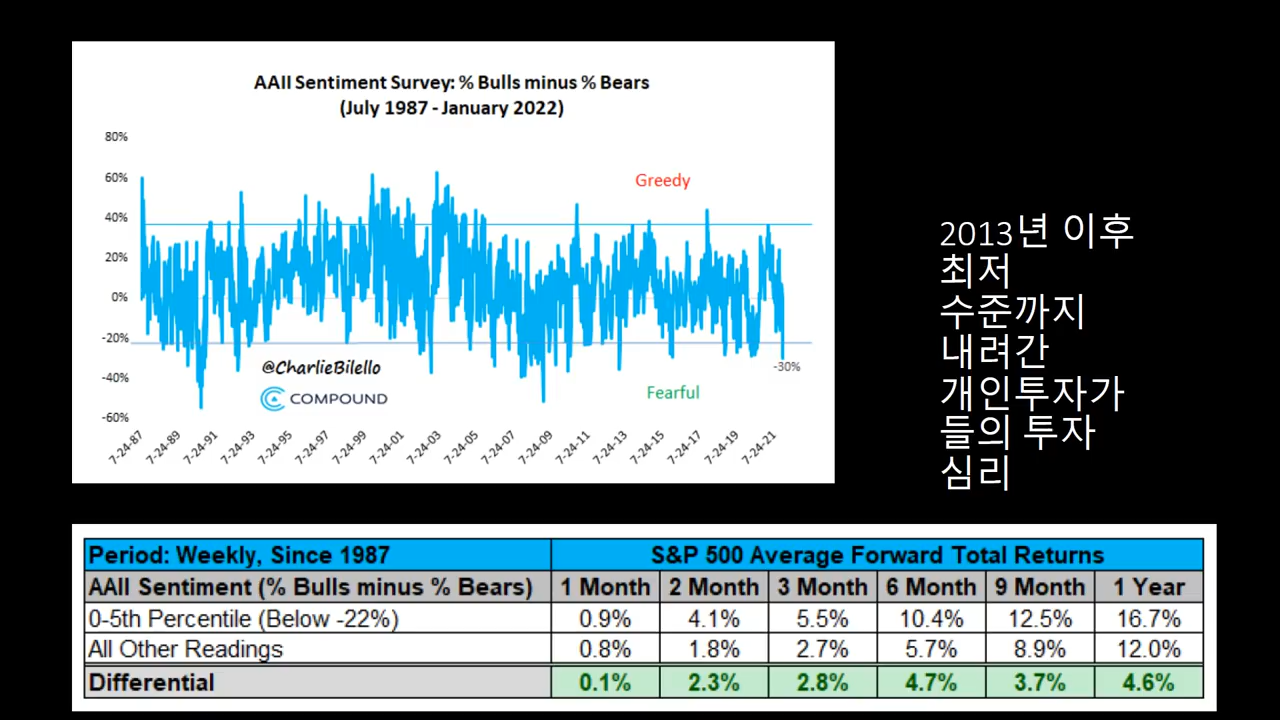 AAII Sentiment Survey: % Bulls minus % Bears
(July 1987 - January 2022)
80%
60%
40%
20%
0%
-20%
-40%
-60%
Greedy
Fearful
-30%
@CharlieBilello
COMPOUND
7-24-87
7-24-89
7-24-91
7-24-93
7-24-95
7-24-97
7-24-99
7-24-01
7-24-03
7-24-05
7-24-07
7-24-09
7-24-11
7-24-13
7-24-15
7-24-17
7-24-19
7-24-21
2013년 이후
최저
수준까지
내려간
개인투자가
들의 투자
심리
Period: Weekly, Since 1987 S&P 500 Average Forward Total Returns
AAII Sentiment (% Bulls minus % Bears) 1 Month 2 Month 3 Month 6 Month 9 Month 1 Year
0-5th Percentile (Below -22%) 0.9% 4.1% 5.5% 10.4% 12.5% 16.7%
All Other Readings 0.8% 1.8% 2.7% 5.7% 8.9% 12.0%
Differential 0.1% 2.3% 2.8% 4.7% 3.7% 4.6%